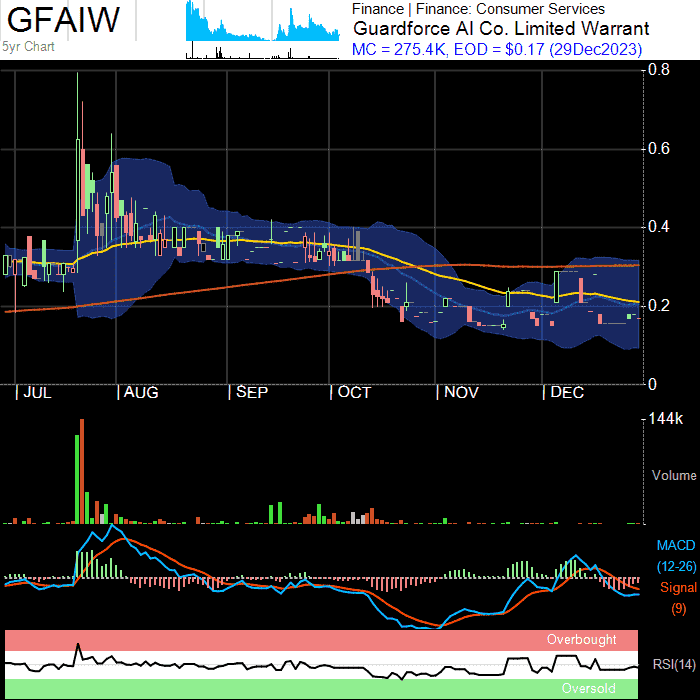 GFAIW
5yr Chart
Finance | Finance: Consumer Services
Guardforce AI Co. Limited Warrant
MC = 275.4K, EOD = $0.17 (29Dec2023)
0.8
0.6
0.4
0.2
0
JUL
AUG
SEP
OCT
NOV
DEC
144k
Volume
MACD
(12-26)
Signal
(9)
Overbought
RSI(14)
Oversold